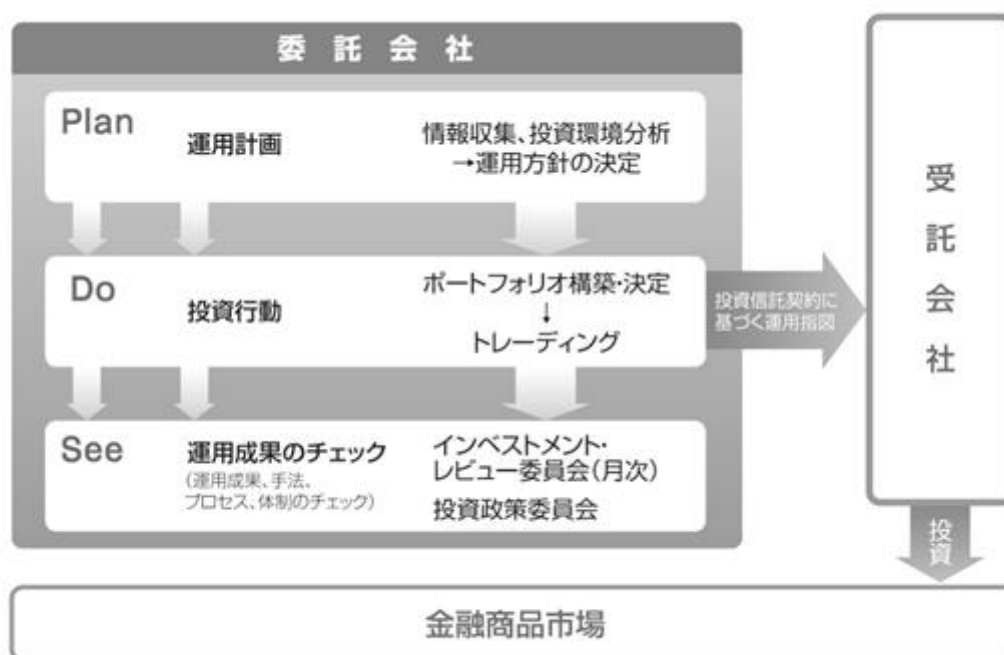 委託会社
Plan
運用計画
情報収集、投資環境分析
→運用方針の決定
Do
投資行動
ポートフォリオ構築・決定
↓
トレーディング
See
運用成果のチェック
(運用成果、手法、
プロセス、体制のチェック)
インベストメント・
レビュー委員会(月次)
投資政策委員会
投資信託契約に
基づく運用指図
受託会社
投資
金融商品市場